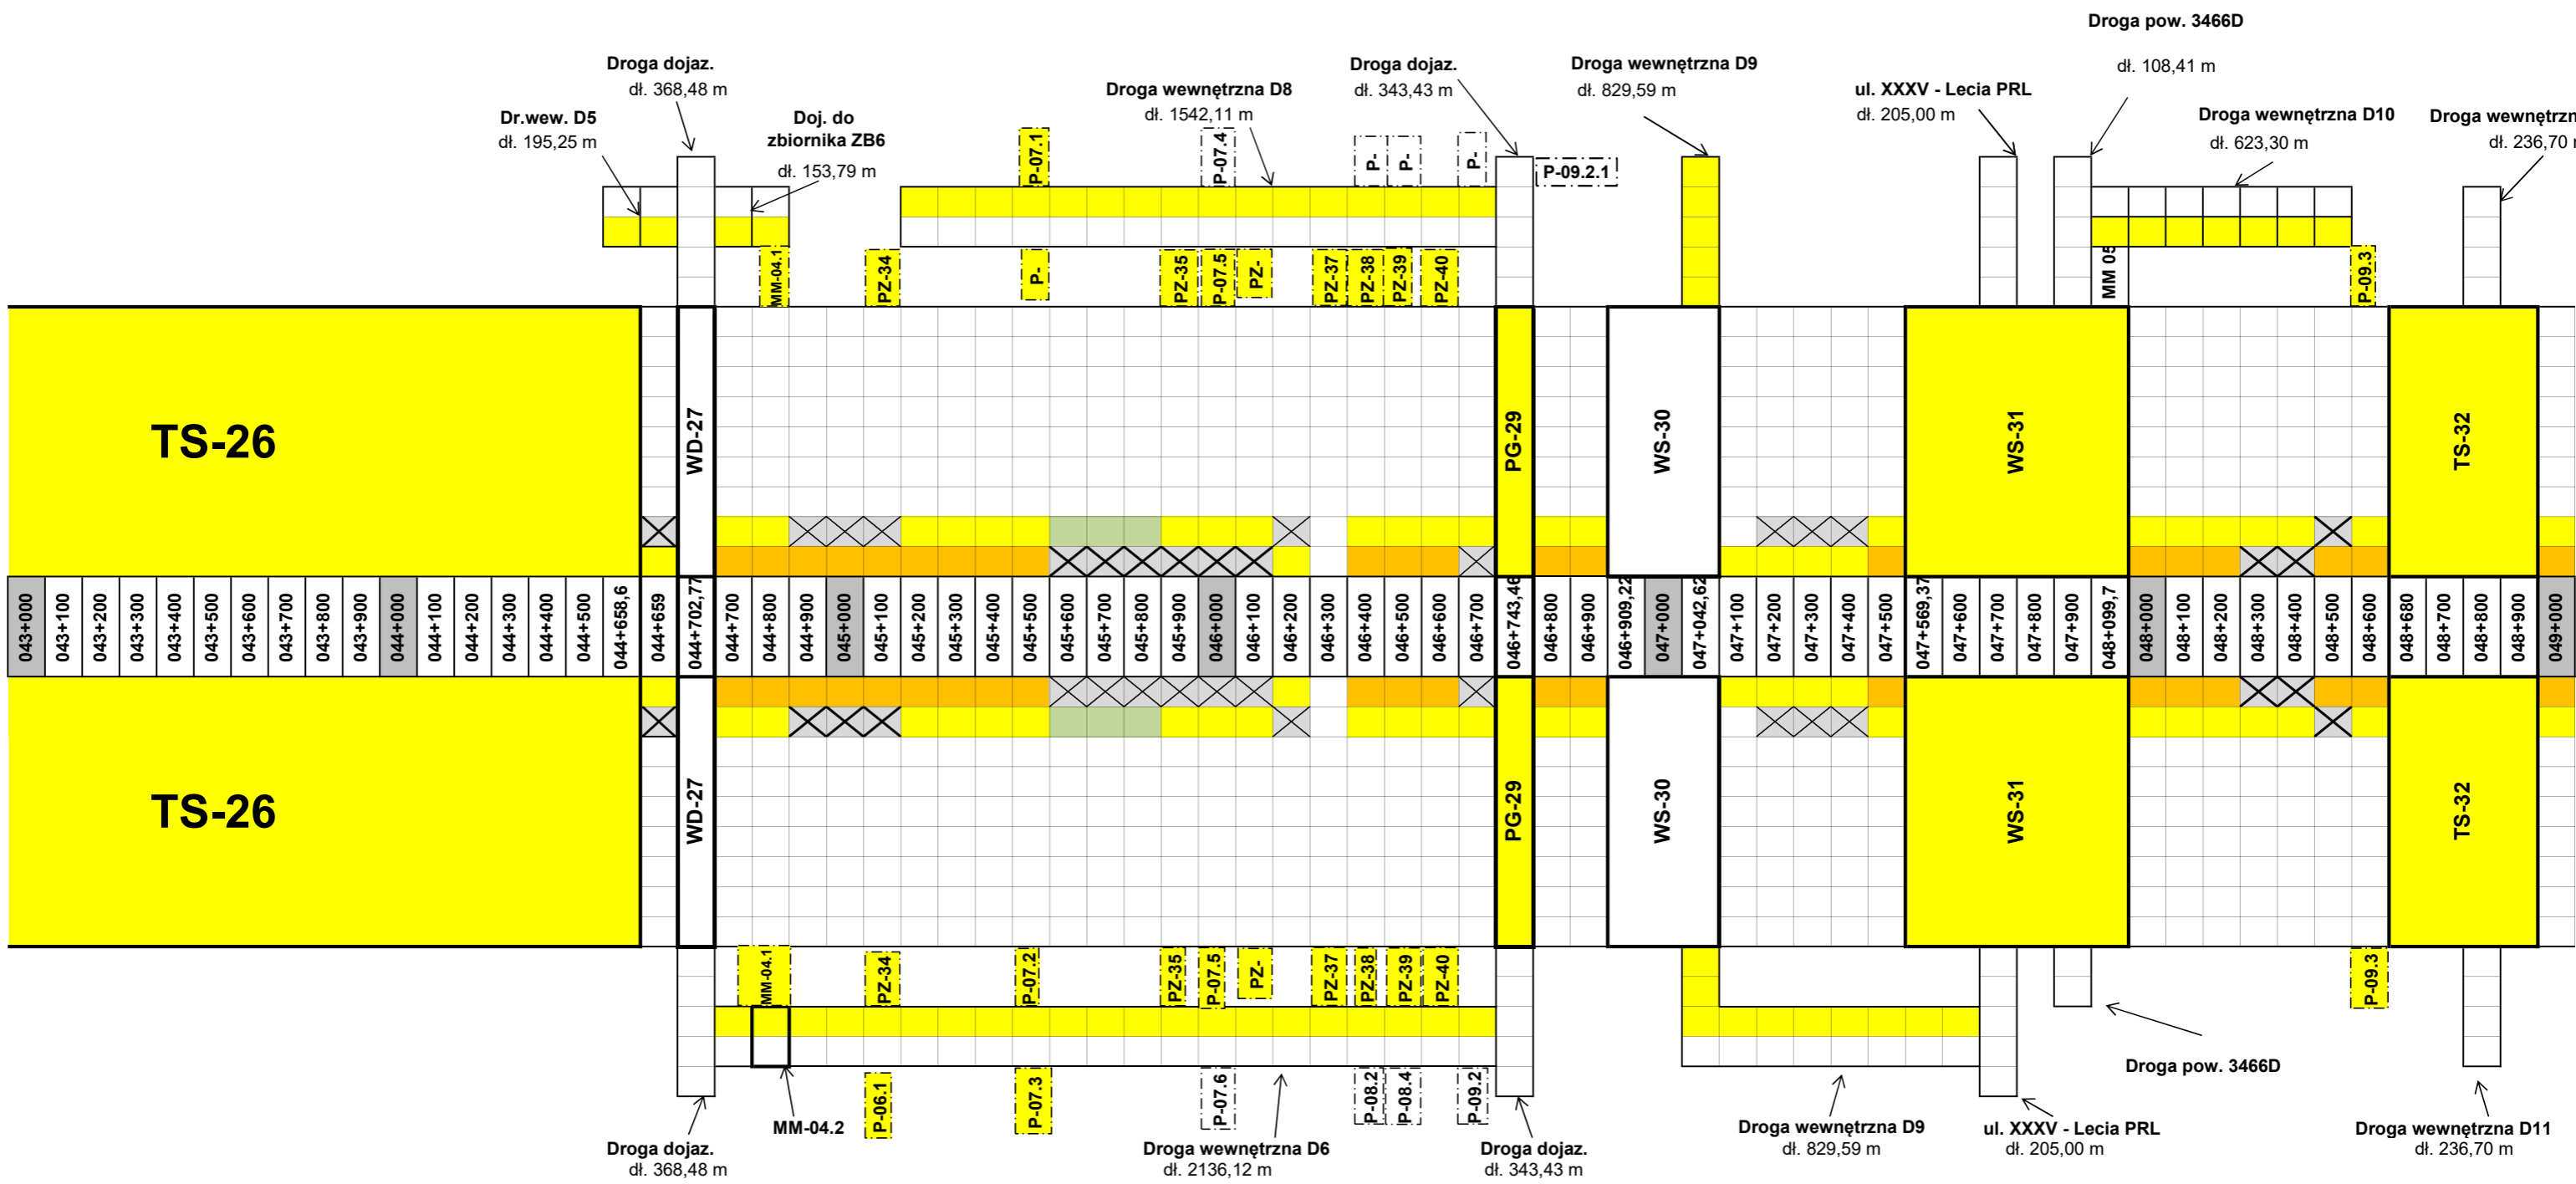 Droga pow. 3466D
dł. 108,41 m
Droga dojaz.
dł. 368,48 m
Droga wewnętrzna D8
dł. 1542,11 m
Droga dojaz.
dł. 343,43 m
Droga wewnętrzna D9
dł. 829,59 m
ul. XXXV - Lecia PRL
dł. 205,00 m
Droga wewnętrzna D10
dł. 623,30 m
Droga wewnętrzn
dł. 236,70 m
Dr.wew. D5
dł. 195,25 m
Doj. do
zbiornika ZB6
dł. 153,79 m
P-07.1
P-07.4
P-
P-
P-
P-09.2.1
MM-04.1
PZ-34
P-
PZ-35
P-07.5
PZ-
PZ-37
PZ-38
PZ-39
PZ-40
MM 05
P-09.3
TS-26
WD-27
PG-29
WS-30
WS-31
TS-32
043+000
043+100
043+200
043+300
043+400
043+500
043+600
043+700
043+800
043+900
044+000
044+100
044+200
044+300
044+400
044+500
044+658,6
044+659
044+702,77
044+700
044+800
044+900
045+000
045+100
045+200
045+300
045+400
045+500
045+600
045+700
045+800
045+900
046+000
046+100
046+200
046+300
046+400
046+500
046+600
046+700
046+743,46
046+800
046+900
046+909,22
047+000
047+042,62
047+100
047+200
047+300
047+400
047+500
047+569,37
047+600
047+700
047+800
047+900
048+099,7
048+000
048+100
048+200
048+300
048+400
048+500
048+600
048+680
048+700
048+800
048+900
049+000
TS-26
WD-27
PG-29
WS-30
WS-31
TS-32
MM-04.1
PZ-34
P-07.2
PZ-35
P-07.5
PZ-
PZ-37
PZ-38
PZ-39
PZ-40
P-09.3
P-06.1
P-07.3
P-07.6
P-08.2
P-08.4
P-09.2
MM-04.2
Droga pow. 3466D
Droga dojaz.
dł. 368,48 m
Droga wewnętrzna D6
dł. 2136,12 m
Droga dojaz.
dł. 343,43 m
Droga wewnętrzna D9
dł. 829,59 m
ul. XXXV - Lecia PRL
dł. 205,00 m
Droga wewnętrzna D11
dł. 236,70 m